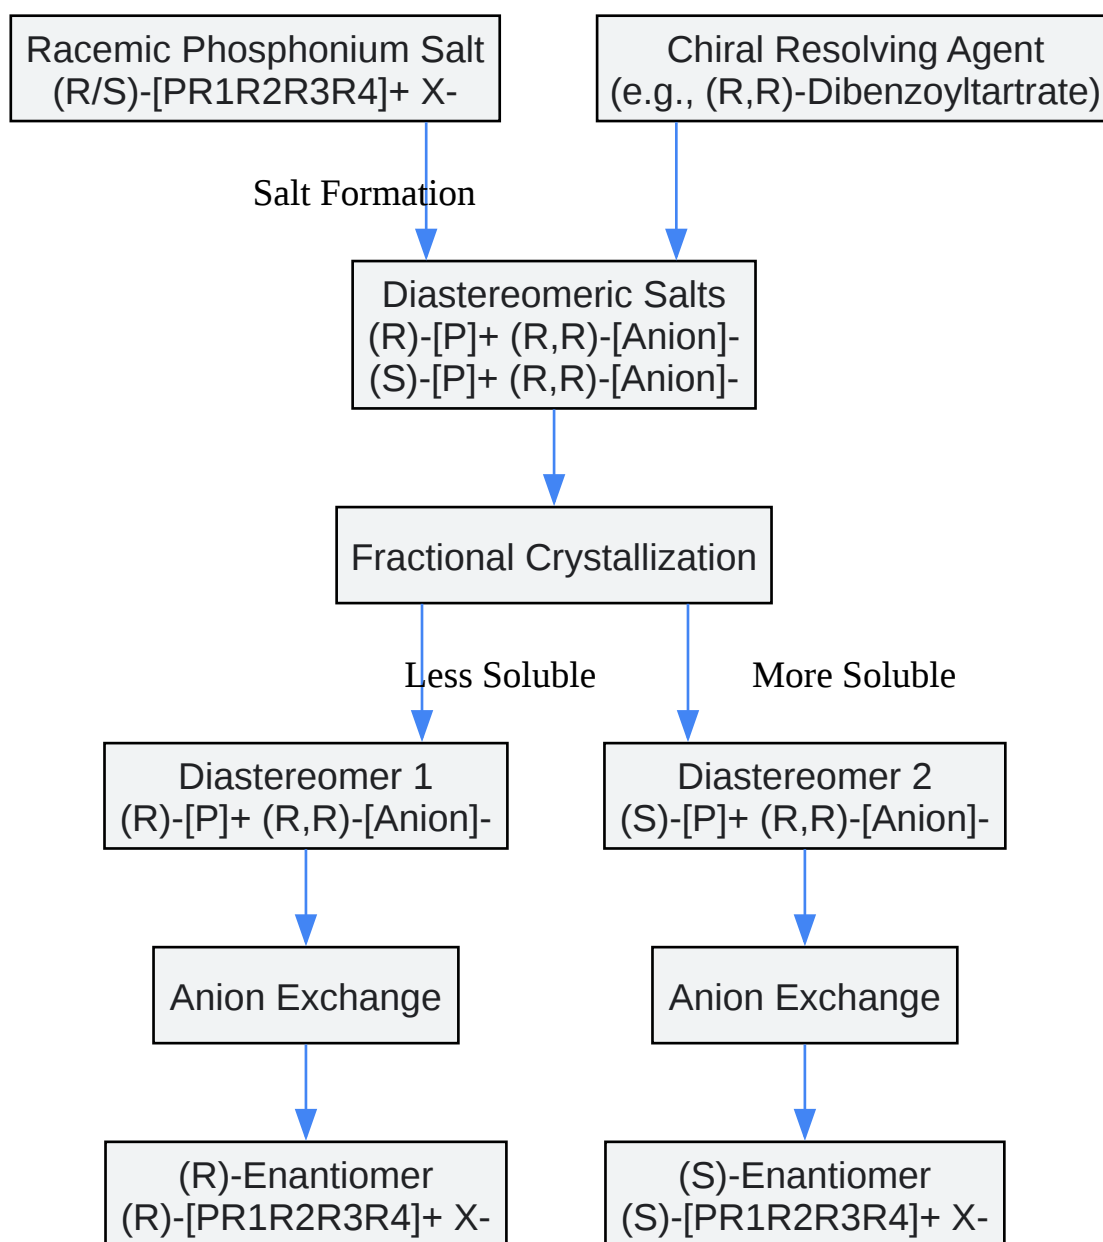 Racemic Phosphonium Salt
(R/S)-[PR1R2R3R4]+ X-
Chiral Resolving Agent
(e.g., (R,R)-Dibenzoyltartrate)
Salt Formation
Diastereomeric Salts
(R)-[P]+ (R,R)-[Anion]-
(S)-[P]+ (R,R)-[Anion]-
Fractional Crystallization
Less Soluble
More Soluble
Diastereomer 1
(R)-[P]+ (R,R)-[Anion]-
Diastereomer 2
(S)-[P]+ (R,R)-[Anion]-
Anion Exchange
Anion Exchange
(R)-Enantiomer
(R)-[PR1R2R3R4]+ X-
(S)-Enantiomer
(S)-[PR1R2R3R4]+ X-